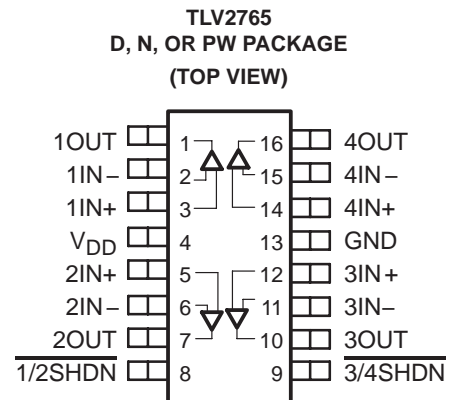 TLV2765
D, N, OR PW PACKAGE
(TOP VIEW)
1OUT 1 16 4OUT
1IN− 2 15 4IN−
1IN+ 3 14 4IN+
VDD 4 13 GND
2IN+ 5 12 3IN+
2IN− 6 11 3IN−
2OUT 7 10 3OUT
1/2SHDN 8 9 3/4SHDN